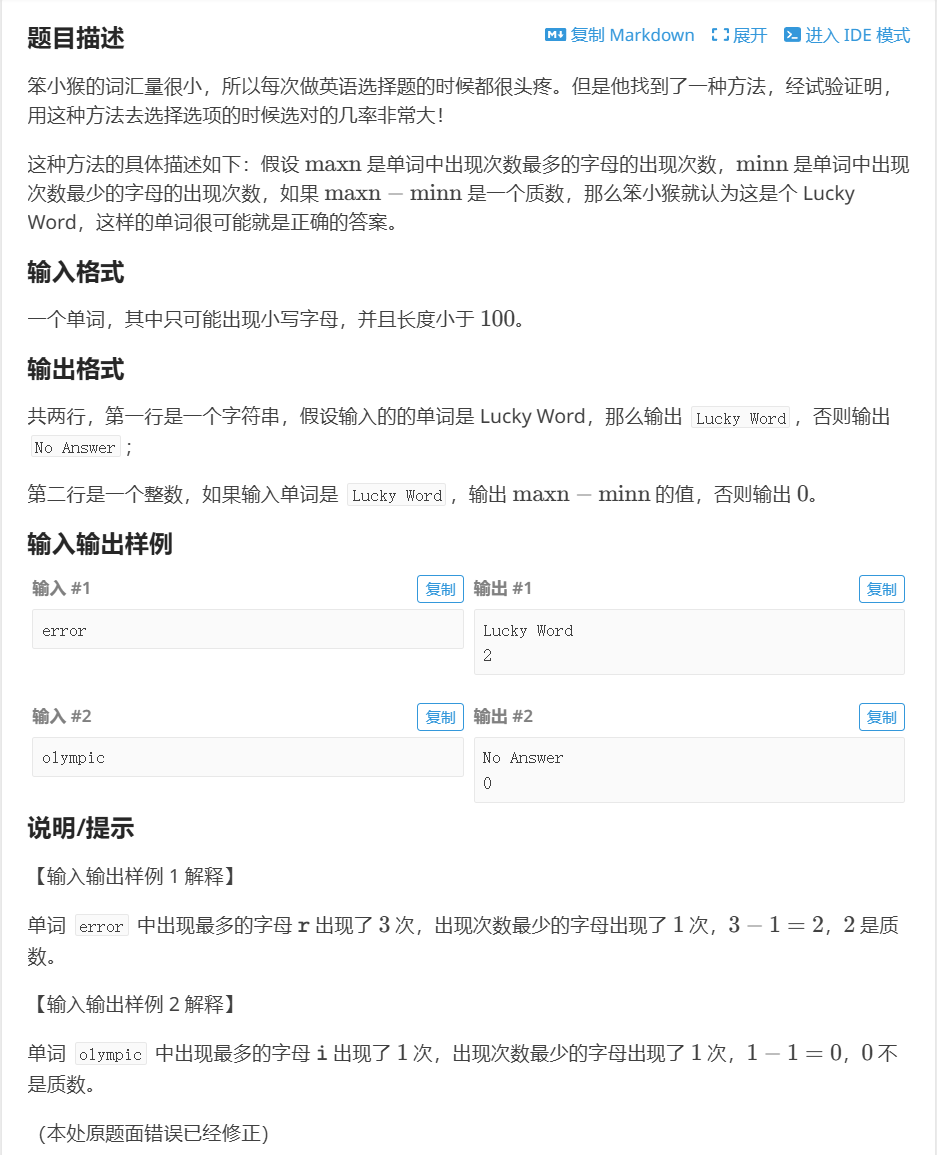 题目描述
复制 Markdown 展开 进入 IDE 模式
笨小猴的词汇量很小，所以每次做英语选择题的时候都很头疼。但是他找到了一种方法，经试验证明，
用这种方法去选择选项的时候选对的几率非常大！
这种方法的具体描述如下：假设 maxn 是单词中出现次数最多的字母的出现次数，minn 是单词中出现
次数最少的字母的出现次数，如果 maxn − minn 是一个质数，那么笨小猴就认为这是个 Lucky
Word，这样的单词很可能就是正确的答案。
输入格式
一个单词，其中只可能出现小写字母，并且长度小于 100。
输出格式
共两行，第一行是一个字符串，假设输入的的单词是 Lucky Word，那么输出 Lucky Word，否则输出
No Answer；
第二行是一个整数，如果输入单词是 Lucky Word，输出 maxn − minn 的值，否则输出 0。
输入输出样例
输入 #1 复制 输出 #1 复制
error
Lucky Word
2
输入 #2 复制 输出 #2 复制
olympic
No Answer
0
说明/提示
【输入输出样例 1 解释】
单词 error 中出现最多的字母 r 出现了 3 次，出现次数最少的字母出现了 1 次，3 − 1 = 2，2 是质
数。
【输入输出样例 2 解释】
单词 olympic 中出现最多的字母 i 出现了 1 次，出现次数最少的字母出现了 1 次，1 − 1 = 0，0 不
是质数。
（本处原题面错误已经修正）